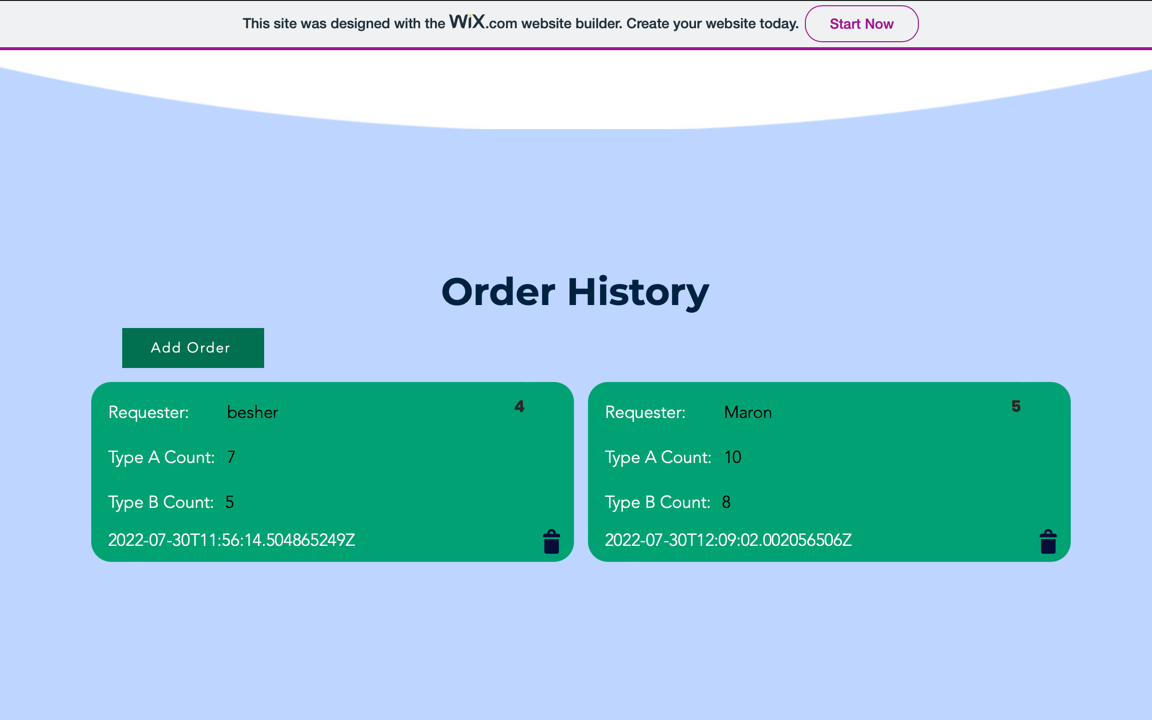 This site was designed with the WiX.com website builder. Create your website today. Start Now
Order History
Add Order
Requester: besher 4
Type A Count: 7
Type B Count: 5
2022-07-30T11:56:14.504865249Z
Requester: Maron 5
Type A Count: 10
Type B Count: 8
2022-07-30T12:09:02.002056506Z